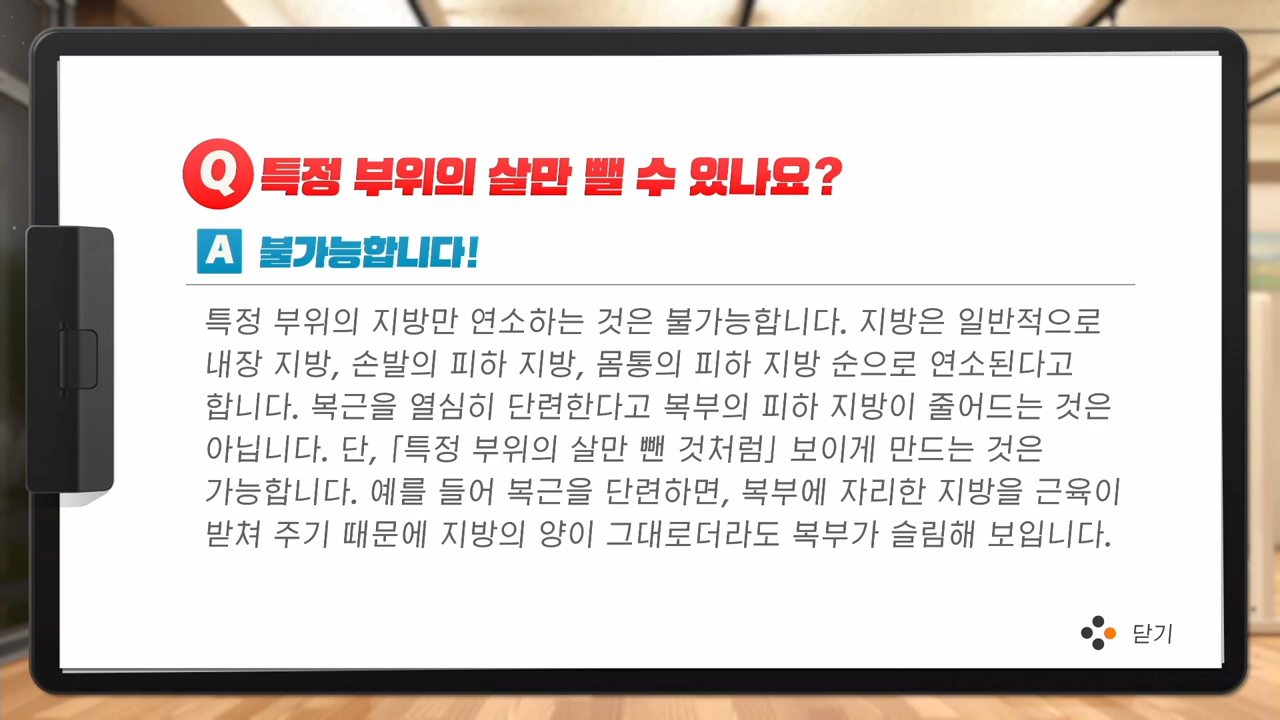 Q 특정 부위의 살만 뺄 수 있나요?
A 불가능합니다!
특정 부위의 지방만 연소하는 것은 불가능합니다. 지방은 일반적으로
내장 지방, 손발의 피하 지방, 몸통의 피하 지방 순으로 연소된다고
합니다. 복근을 열심히 단련한다고 복부의 피하 지방이 줄어드는 것은
아닙니다. 단, 「특정 부위의 살만 뺀 것처럼」 보이게 만드는 것은
가능합니다. 예를 들어 복근을 단련하면, 복부에 자리한 지방을 근육이
받쳐 주기 때문에 지방의 양이 그대로더라도 복부가 슬림해 보입니다.
닫기